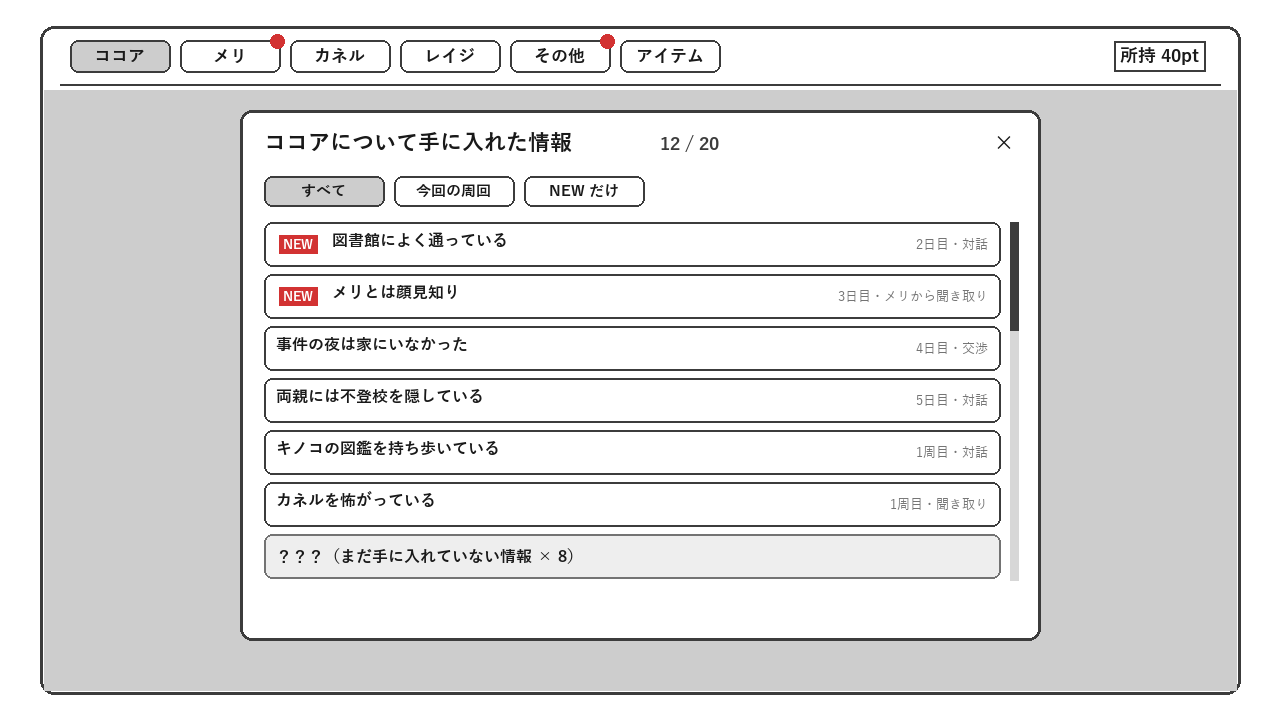 ココア メリ カネル レイジ その他 アイテム 所持 40pt
ココアについて手に入れた情報 12 / 20 ×
すべて 今回の周回 NEW だけ
NEW 図書館によく通っている 2日目・対話
NEW メリとは顔見知り 3日目・メリから聞き取り
事件の夜は家にいなかった 4日目・交渉
両親には不登校を隠している 5日目・対話
キノコの図鑑を持ち歩いている 1周目・対話
カネルを怖がっている 1周目・聞き取り
？？？（まだ手に入れていない情報 × 8）